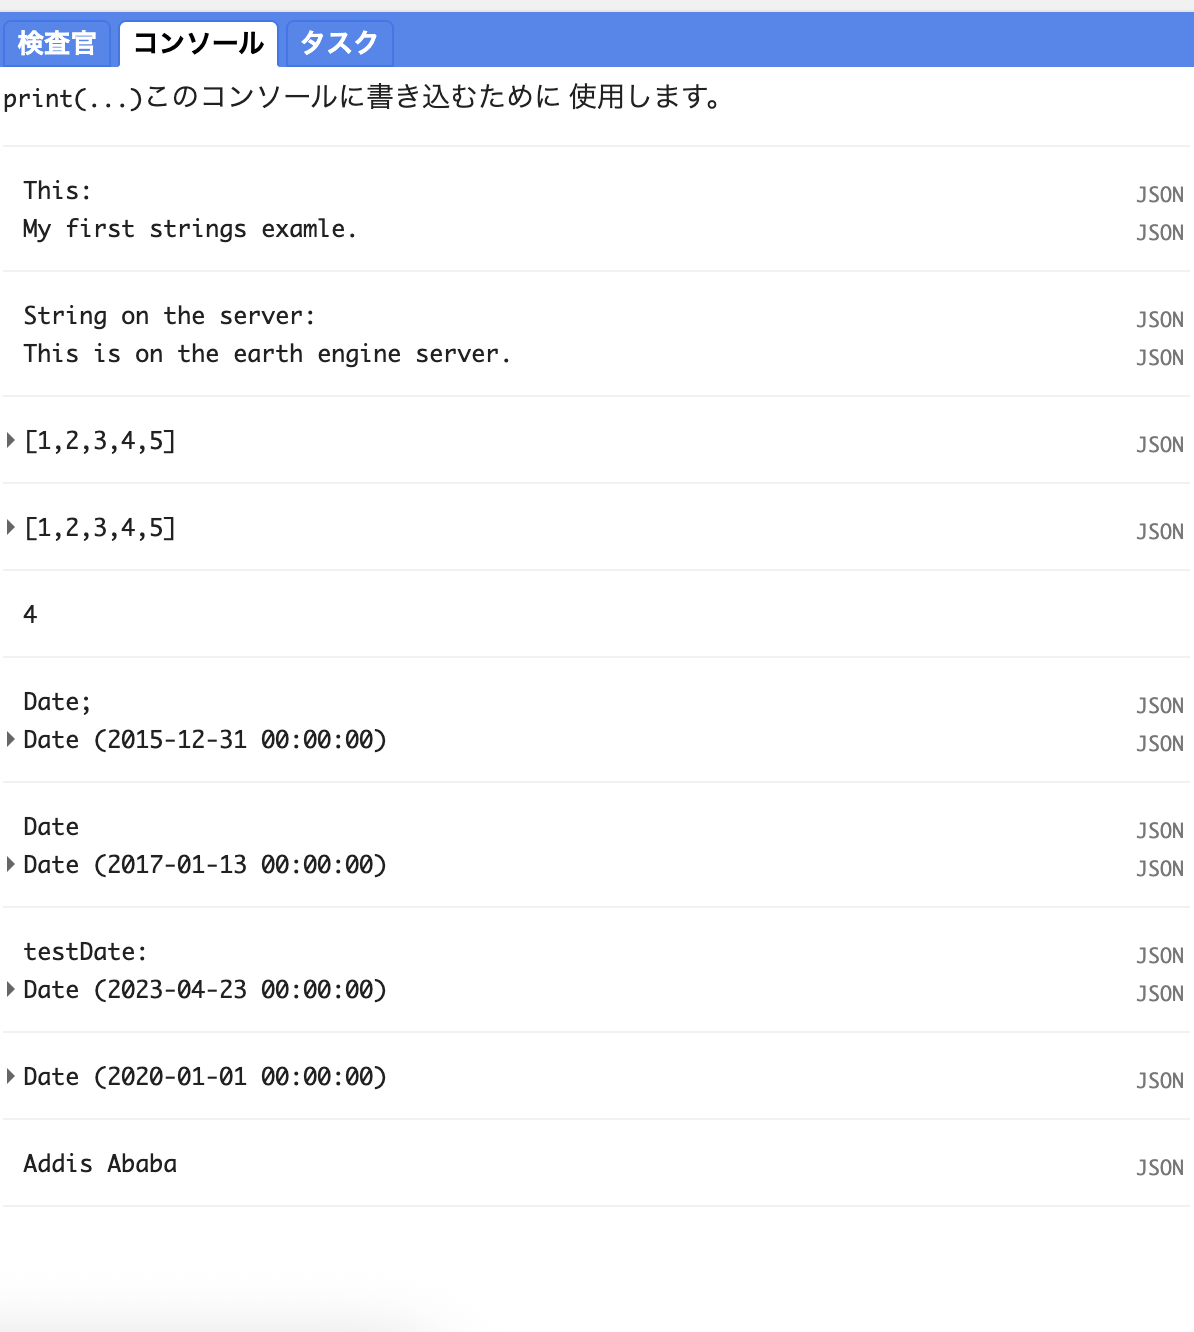 検査官 コンソール タスク
print(...)このコンソールに書き込むために 使用します。
This: JSON
My first strings examle. JSON
String on the server: JSON
This is on the earth engine server. JSON
[1,2,3,4,5] JSON
[1,2,3,4,5] JSON
4
Date; JSON
Date (2015-12-31 00:00:00) JSON
Date JSON
Date (2017-01-13 00:00:00) JSON
testDate: JSON
Date (2023-04-23 00:00:00) JSON
Date (2020-01-01 00:00:00) JSON
Addis Ababa JSON